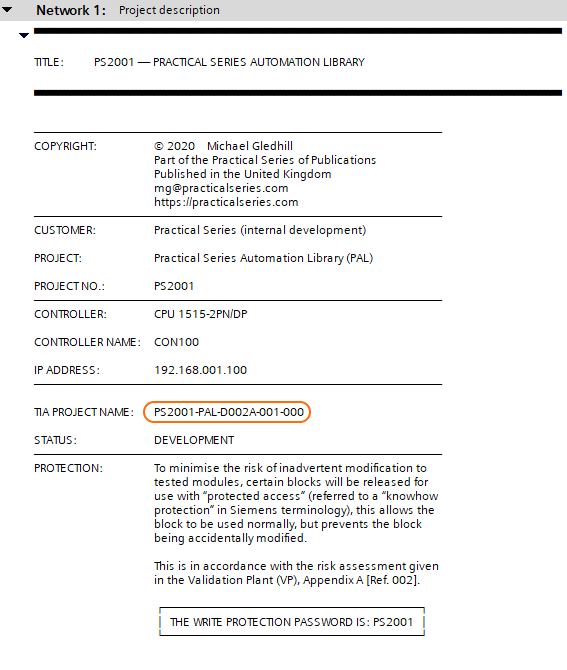 Network 1: Project description
TITLE: PS2001 — PRACTICAL SERIES AUTOMATION LIBRARY
COPYRIGHT: © 2020 Michael Gledhill
Part of the Practical Series of Publications
Published in the United Kingdom
mg@practicalseries.com
https://practicalseries.com
CUSTOMER: Practical Series (internal development)
PROJECT: Practical Series Automation Library (PAL)
PROJECT NO.: PS2001
CONTROLLER: CPU 1515-2PN/DP
CONTROLLER NAME: CON100
IP ADDRESS: 192.168.001.100
TIA PROJECT NAME: PS2001-PAL-D002A-001-000
STATUS: DEVELOPMENT
PROTECTION: To minimise the risk of inadvertent modification to
tested modules, certain blocks will be released for
use with “protected access” (referred to a “knowhow
protection” in Siemens terminology), this allows the
block to be used normally, but prevents the block
being accidentally modified.
This is in accordance with the risk assessment given
in the Validation Plant (VP), Appendix A [Ref. 002].
THE WRITE PROTECTION PASSWORD IS: PS2001